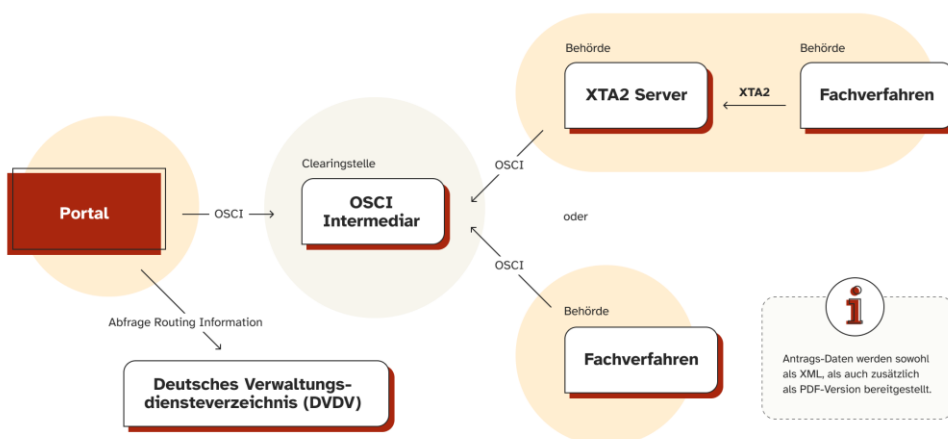 Behörde
XTA2 Server
XTA2
Behörde
Fachverfahren
OSCI
Clearingstelle
OSCI
Intermediar
Portal
OSCI
oder
OSCI
Abfrage Routing Information
Deutsches Verwaltungs-
diensteverzeichnis (DVDV)
Behörde
Fachverfahren
i
Antrags-Daten werden sowohl
als XML, als auch zusätzlich
als PDF-Version bereitgestellt.